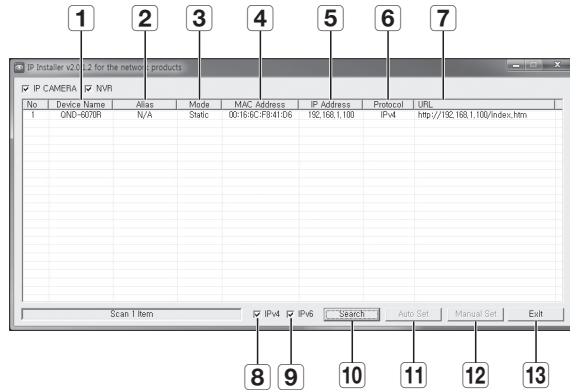 1 2 3 4 5 6 7
IP Installer v2.0.1.2 for the network products
IP CAMERA NVR
No Device Name Alias Mode MAC Address IP Address Protocol URL
1 QND-6070R N/A Static 00:16:6C:F8:41:D6 192,168,1,100 IPv4 http://192,168,1,100/index,htm
Scan 1 Item IPv4 IPv6 Search Auto Set Manual Set Exit
8 9 10 11 12 13